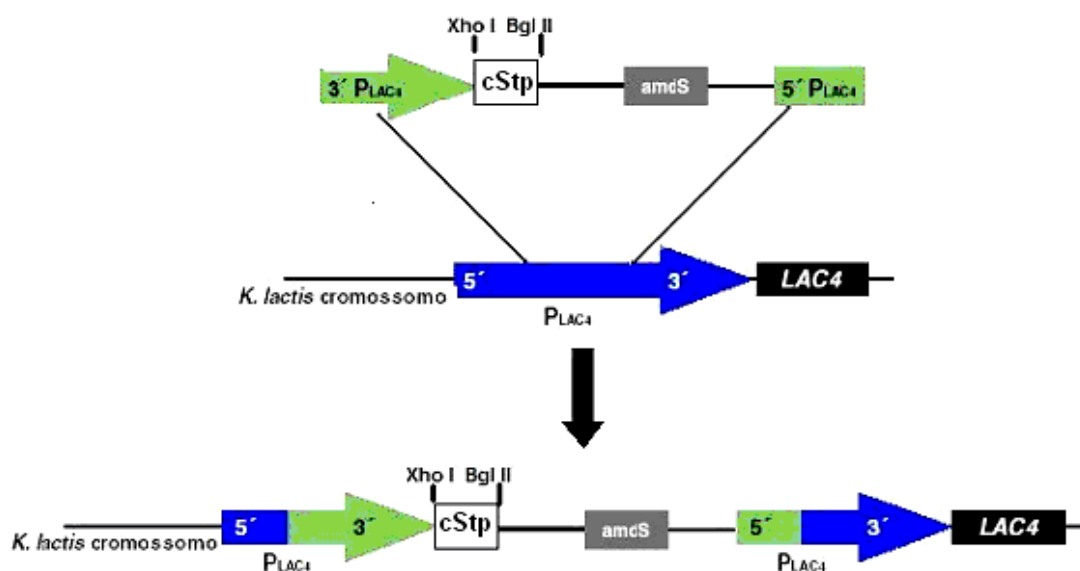 Xho I Bgl II
3´ PLAC4 cStp amdS 5´ PLAC4
5´ 3´ LAC4
K. lactis cromossomo
PLAC4
Xho I Bgl II
5´ 3´ cStp amdS 5´ 3´ LAC4
K. lactis cromossomo
PLAC4 PLAC4